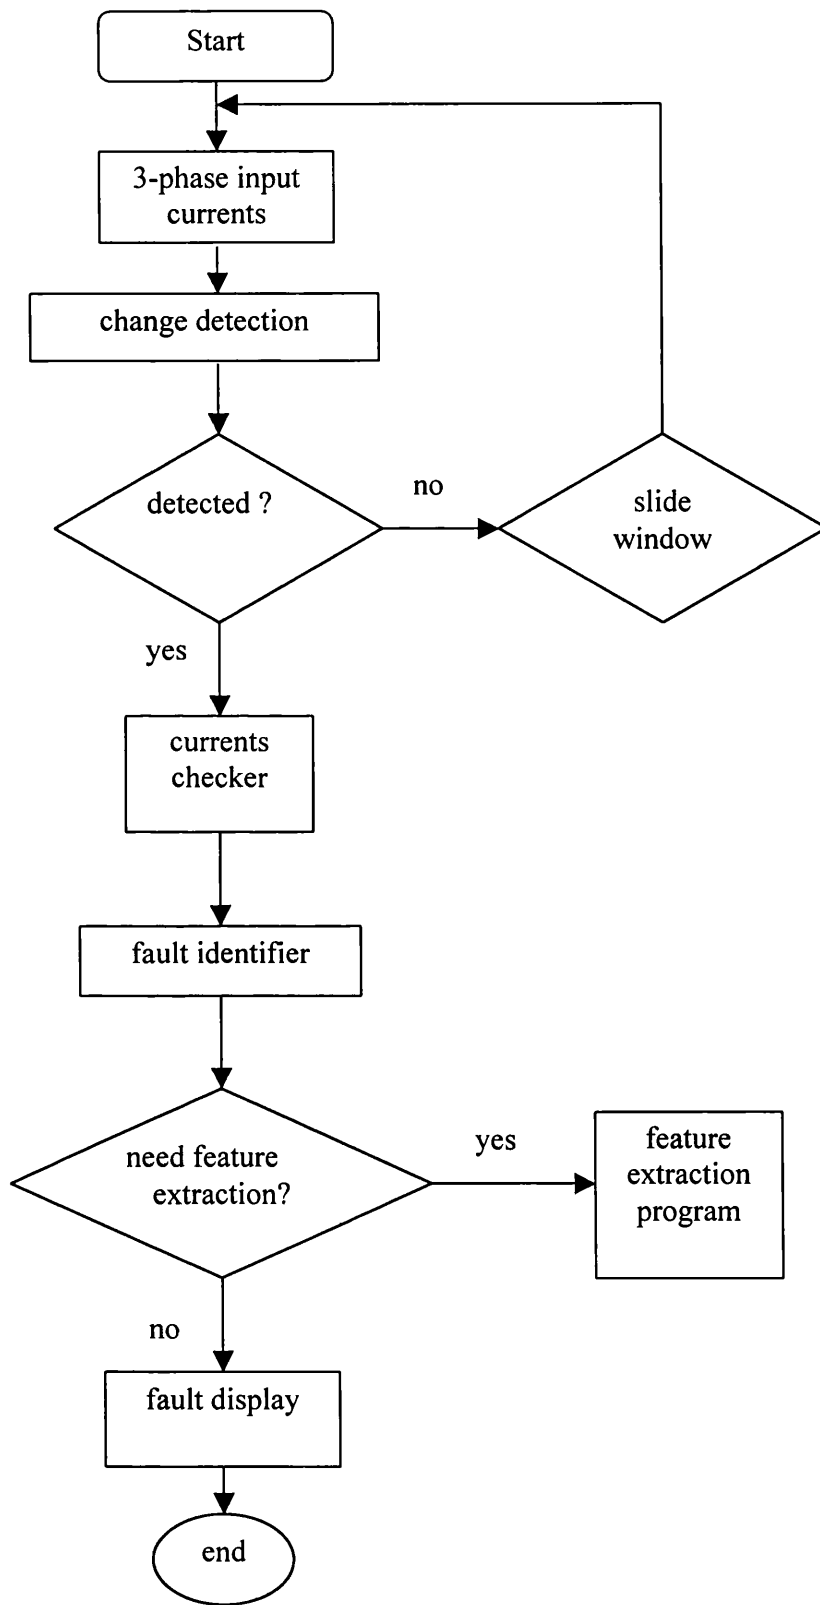 Start
3-phase input
currents
change detection
detected ?
no
slide
window
yes
currents
checker
fault identifier
need feature
extraction?
yes
feature
extraction
program
no
fault display
end